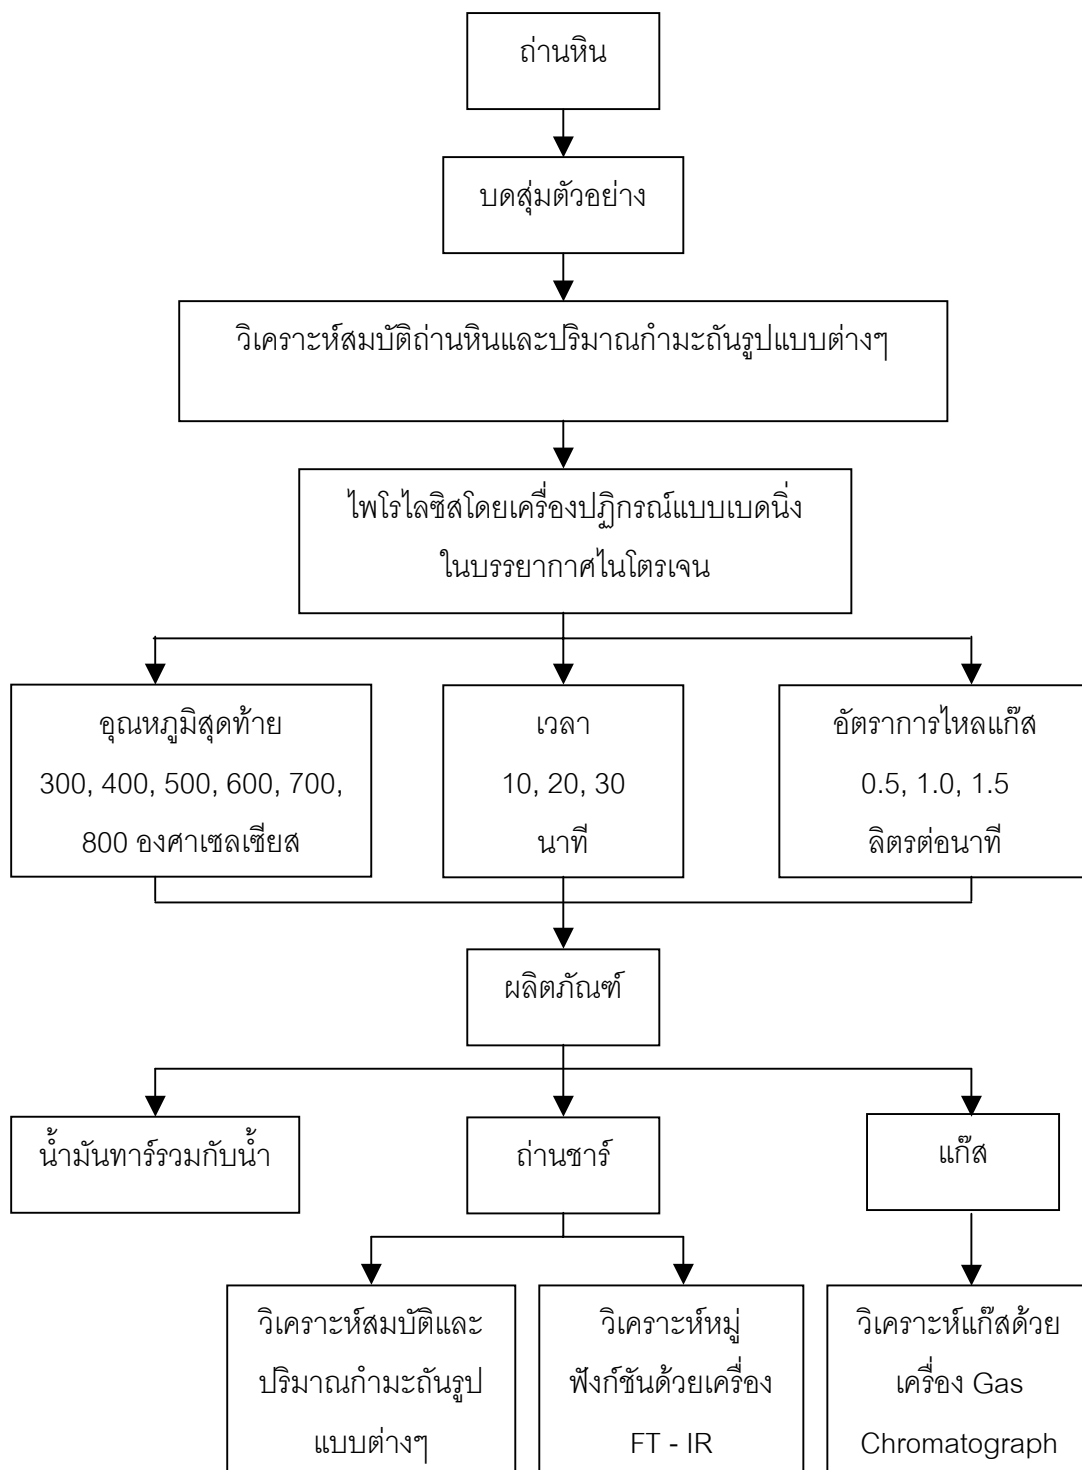 ถ่านหิน
บดสุ่มตัวอย่าง
วิเคราะห์สมบัติถ่านหินและปริมาณกำมะถันรูปแบบต่างๆ
ไพโรไลซิสโดยเครื่องปฏิกรณ์แบบเบดนิ่ง
ในบรรยากาศไนโตรเจน
อุณหภูมิสุดท้าย
300, 400, 500, 600, 700,
800 องศาเซลเซียส
เวลา
10, 20, 30
นาที
อัตราการไหลแก๊ส
0.5, 1.0, 1.5
ลิตรต่อนาที
ผลิตภัณฑ์
น้ำมันทาร์รวมกับน้ำ
ถ่านชาร์
แก๊ส
วิเคราะห์สมบัติและ
ปริมาณกำมะถันรูป
แบบต่างๆ
วิเคราะห์หมู่
ฟังก์ชันด้วยเครื่อง
FT - IR
วิเคราะห์แก๊สด้วย
เครื่อง Gas
Chromatograph